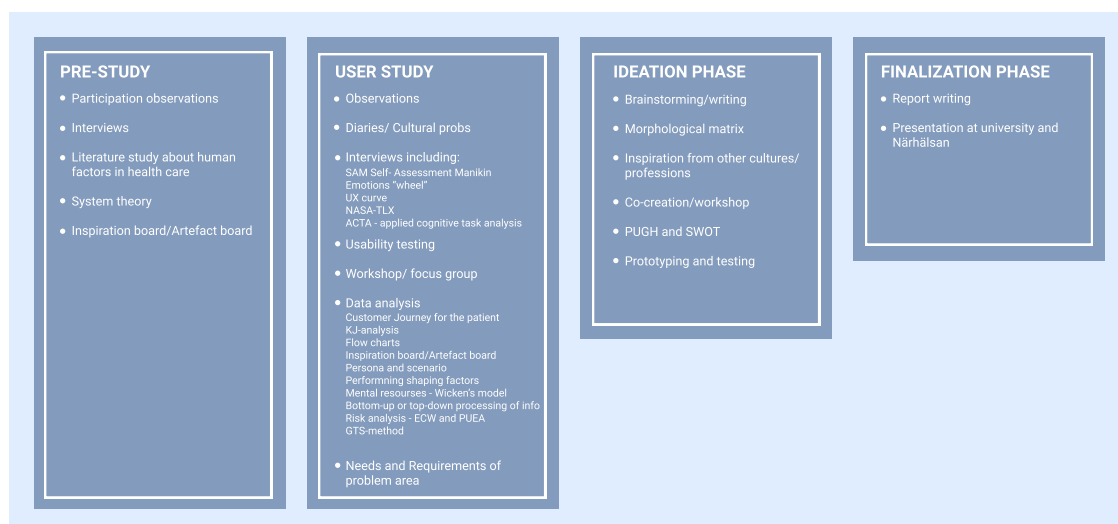 PRE-STUDY
Participation observations
Interviews
Literature study about human
factors in health care
System theory
Inspiration board/Artefact board
USER STUDY
Observations
Diaries/ Cultural probs
Interviews including:
SAM Self- Assessment Manikin
Emotions "wheel"
UX curve
NASA-TLX
ACTA - applied cognitive task analysis
Usability testing
Workshop/ focus group
Data analysis
Customer Journey for the patient
KJ-analysis
Flow charts
Inspiration board/Artefact board
Persona and scenario
Performning shaping factors
Mental resourses - Wicken's model
Bottom-up or top-down processing of info
Risk analysis - ECW and PUEA
GTS-method
Needs and Requirements of
problem area
IDEATION PHASE
Brainstorming/writing
Morphological matrix
Inspiration from other cultures/
professions
Co-creation/workshop
PUGH and SWOT
Prototyping and testing
FINALIZATION PHASE
Report writing
Presentation at university and
Närhälsan